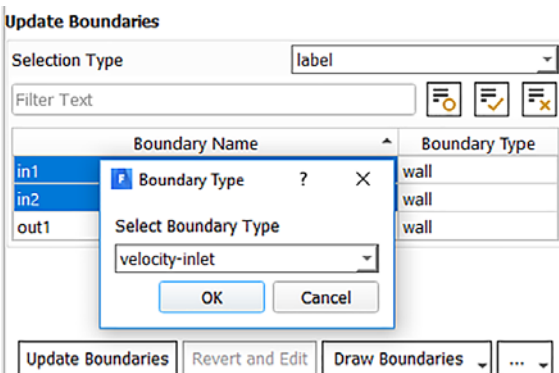 Update Boundaries
Selection Type label
Filter Text
Boundary Name Boundary Type
in1 wall
in2 wall
out1 wall
F Boundary Type ? X
Select Boundary Type
velocity-inlet
OK Cancel
Update Boundaries Revert and Edit Draw Boundaries ...